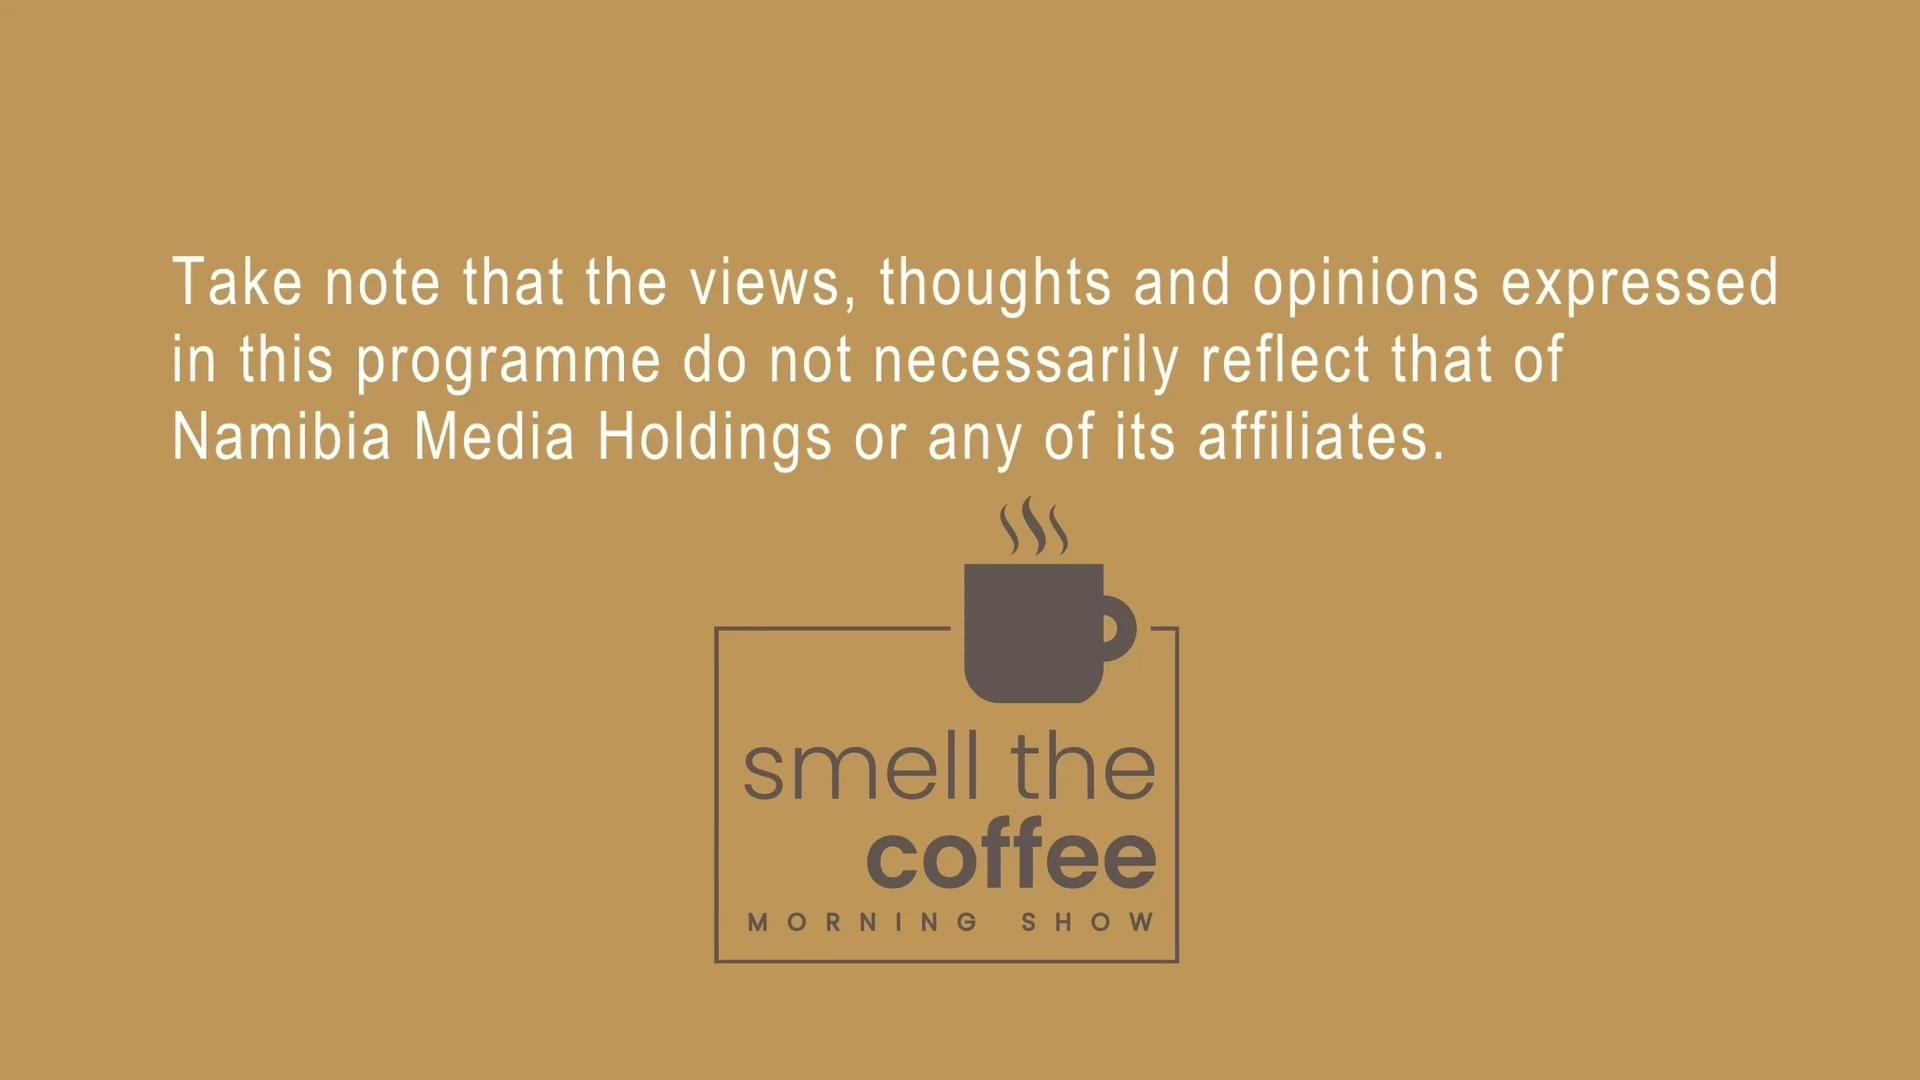 Take note that the views, thoughts and opinions expressed
in this programme do not necessarily reflect that of
Namibia Media Holdings or any of its affiliates.
smell the
coffee
MORNING SHOW